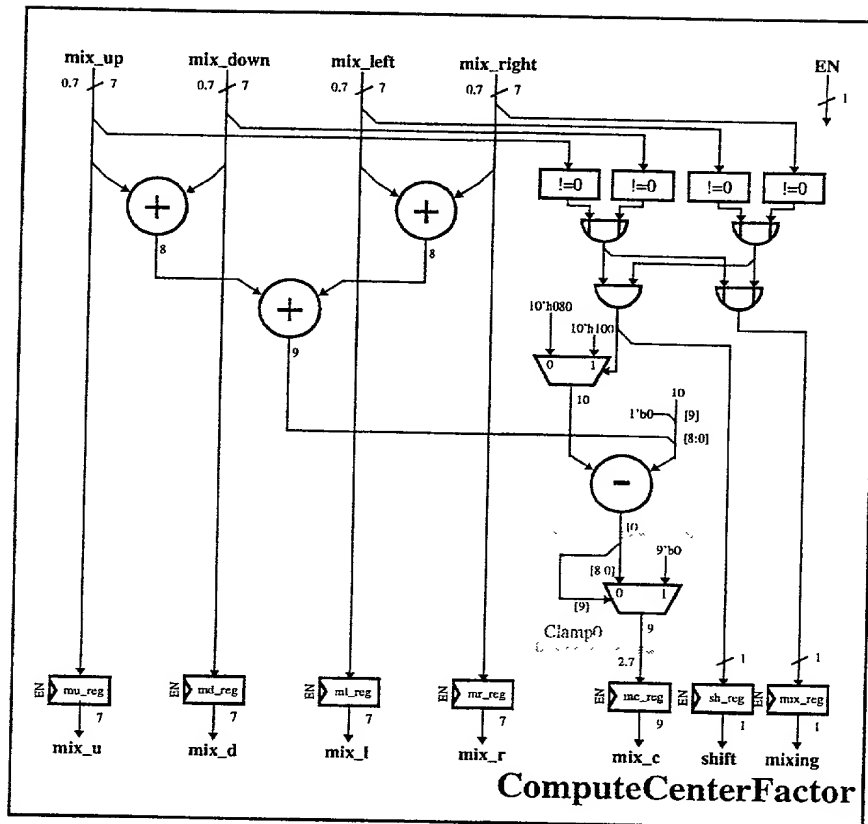 mix_up mix_down mix_left mix_right EN
0.7 7 0.7 7 0.7 7 0.7 7 1
!=0 !=0 !=0 !=0
+ +
8 8
+
9
10'h080
10'h100
0 1
10
10
1'b0 [9]
[8:0]
-
10
9'b0
[8:0]
0 1
[9]
Clamp0
9
2.7 1 1
EN mu_reg EN md_reg EN ml_reg EN mr_reg EN mc_reg EN sh_reg EN mix_reg
7 7 7 7 9 1 1
mix_u mix_d mix_l mix_r mix_c shift mixing
ComputeCenterFactor